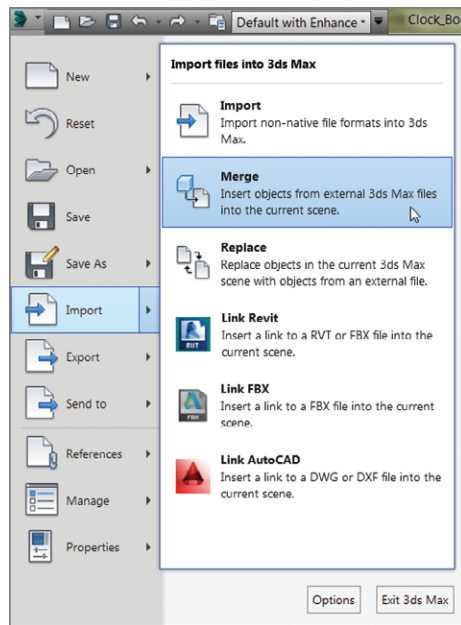 Default with Enhance
Clock_Bo
New
Reset
Open
Save
Save As
Import
Export
Send to
References
Manage
Properties
Import files into 3ds Max
Import
Import non-native file formats into 3ds
Max.
Merge
Insert objects from external 3ds Max files
into the current scene.
Replace
Replace objects in the current 3ds Max
scene with objects from an external file.
Link Revit
Insert a link to a RVT or FBX file into the
current scene.
RVT
Link FBX
Insert a link to a FBX file into the current
scene.
FBX
Link AutoCAD
Insert a link to a DWG or DXF file into the
current scene.
Options
Exit 3ds Max